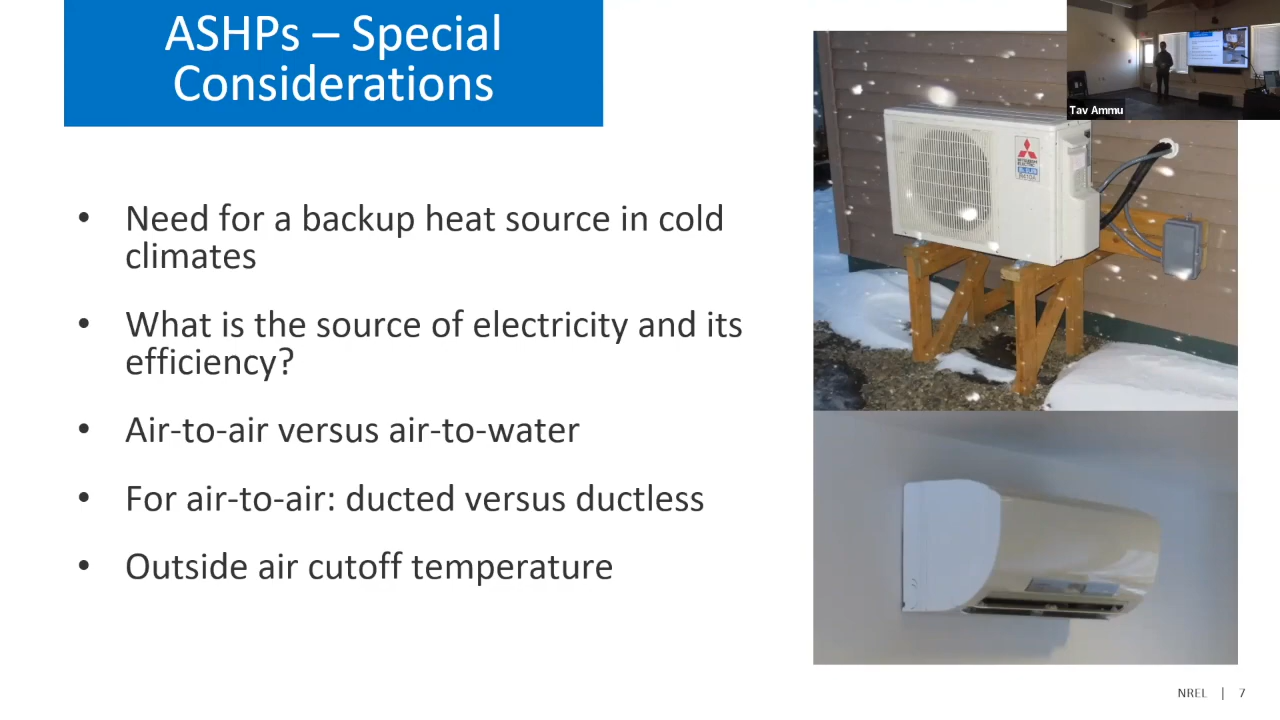 ASHPs – Special
Considerations
Tav Ammu
• Need for a backup heat source in cold
climates
• What is the source of electricity and its
efficiency?
• Air-to-air versus air-to-water
• For air-to-air: ducted versus ductless
• Outside air cutoff temperature
NREL | 7